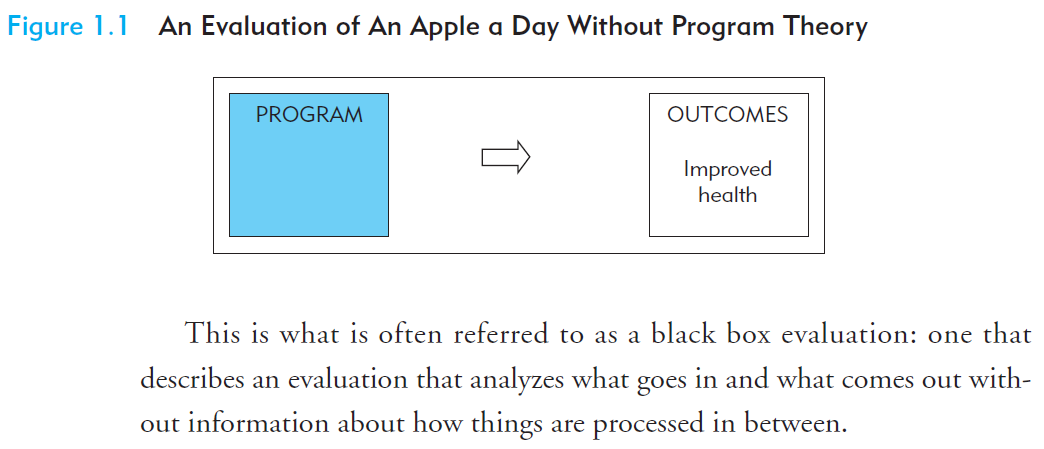 Figure 1.1 An Evaluation of An Apple a Day Without Program Theory
PROGRAM
OUTCOMES
Improved
health
This is what is often referred to as a black box evaluation: one that
describes an evaluation that analyzes what goes in and what comes out with-
out information about how things are processed in between.